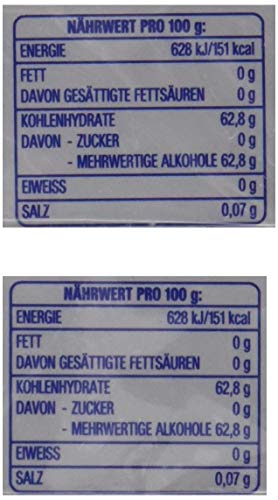 NÄHRWERT PRO 100 g:
ENERGIE 628 kJ/151 kcal
FETT 0 g
DAVON GESÄTTIGTE FETTSÄUREN 0 g
KOHLENHYDRATE 62,8 g
DAVON - ZUCKER 0 g
- MEHRWERTIGE ALKOHOLE 62,8 g
EIWEISS 0 g
SALZ 0,07 g
NÄHRWERT PRO 100 g:
ENERGIE 628 kJ/151 kcal
FETT 0 g
DAVON GESÄTTIGTE FETTSÄUREN 0 g
KOHLENHYDRATE 62,8 g
DAVON - ZUCKER 0 g
- MEHRWERTIGE ALKOHOLE 62,8 g
EIWEISS 0 g
SALZ 0,07 g